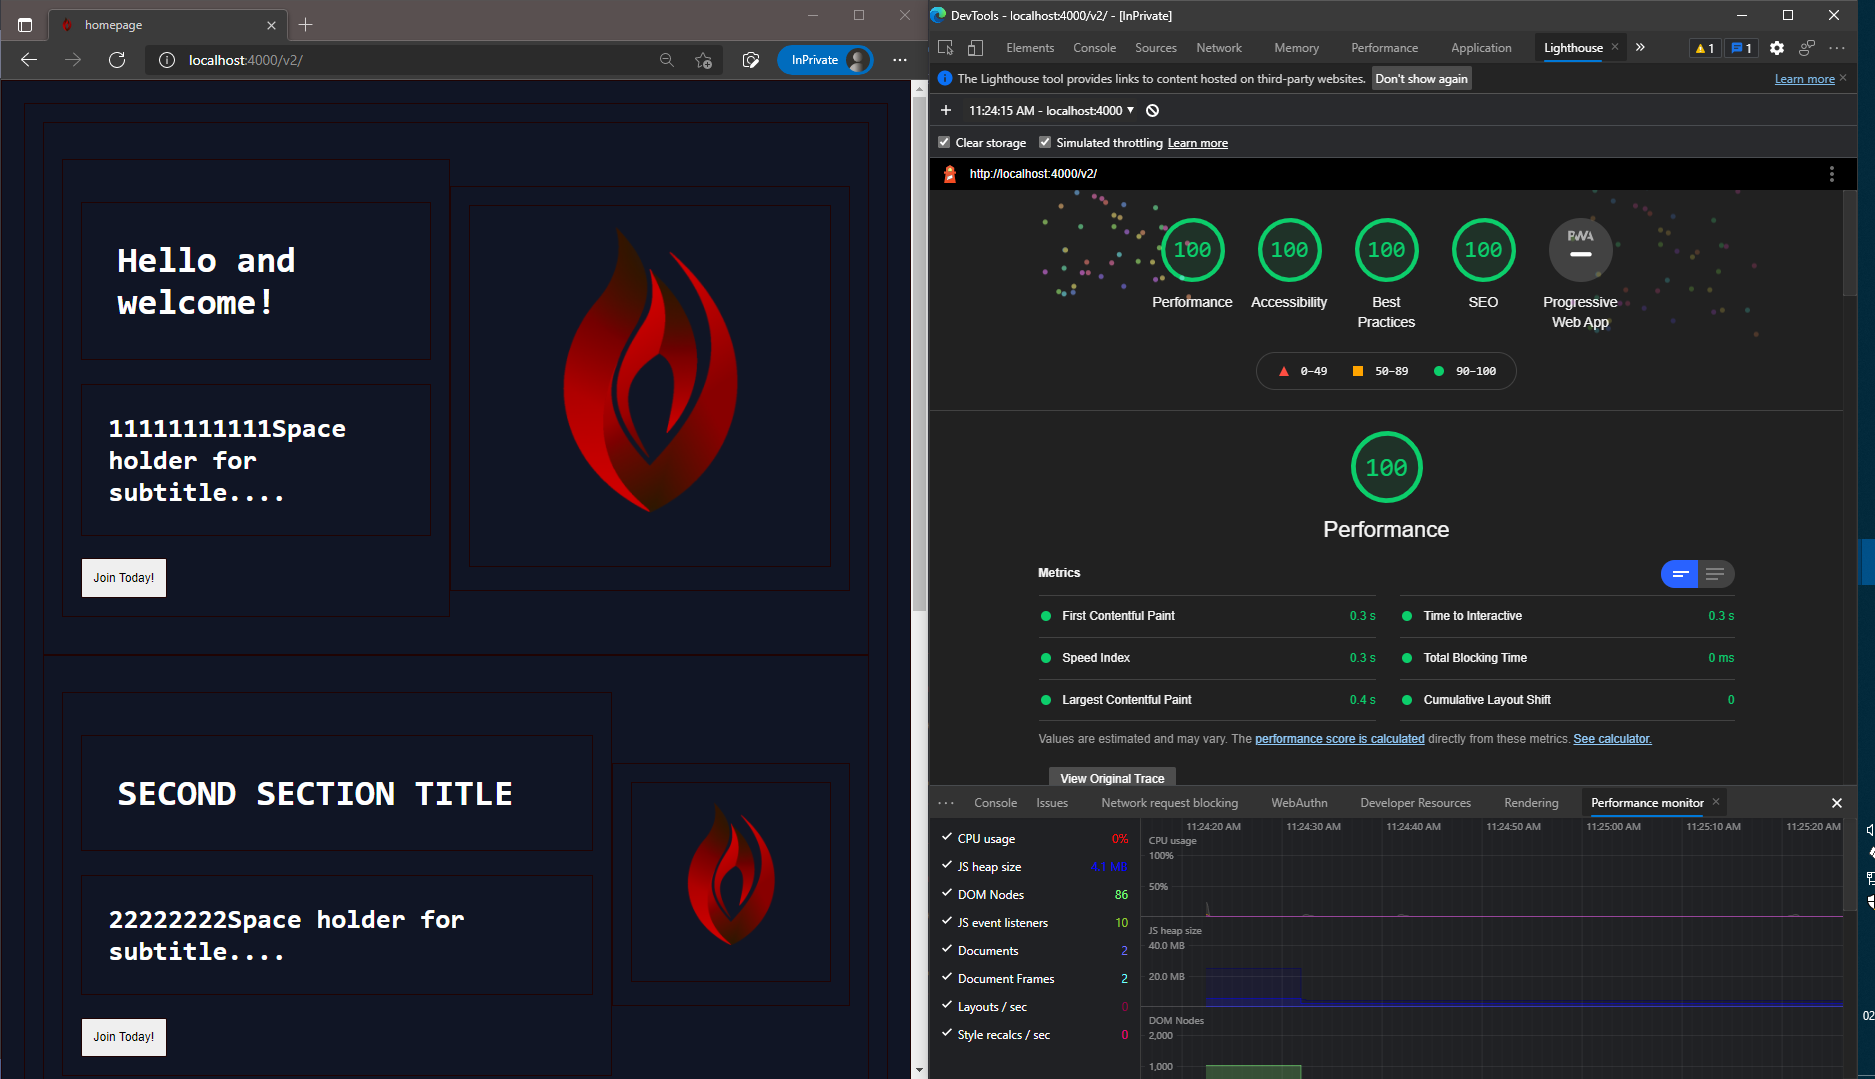 homepage
localhost:4000/v2/
InPrivate
Hello and
welcome!
11111111111Space
holder for
subtitle....
Join Today!
SECOND SECTION TITLE
22222222Space holder for
subtitle....
Join Today!
DevTools - localhost:4000/v2/ - [InPrivate]
Elements Console Sources Network Memory Performance Application Lighthouse 1 1
The Lighthouse tool provides links to content hosted on third-party websites. Don't show again Learn more
11:24:15 AM - localhost:4000
Clear storage Simulated throttling Learn more
http://localhost:4000/v2/
100 100 100 100 PWA
Performance Accessibility Best Practices SEO Progressive Web App
0–49 50–89 90–100
100
Performance
Metrics
First Contentful Paint 0.3 s Time to Interactive 0.3 s
Speed Index 0.3 s Total Blocking Time 0 ms
Largest Contentful Paint 0.4 s Cumulative Layout Shift 0
Values are estimated and may vary. The performance score is calculated directly from these metrics. See calculator.
View Original Trace
Console Issues Network request blocking WebAuthn Developer Resources Rendering Performance monitor
CPU usage 0%
JS heap size 4.1 MB
DOM Nodes 86
JS event listeners 10
Documents 2
Document Frames 2
Layouts / sec 0
Style recalcs / sec 0
11:24:20 AM 11:24:30 AM 11:24:40 AM 11:24:50 AM 11:25:00 AM 11:25:10 AM 11:25:20 AM
CPU usage
100%
50%
JS heap size
40.0 MB
20.0 MB
DOM Nodes
2,000
1,000
02